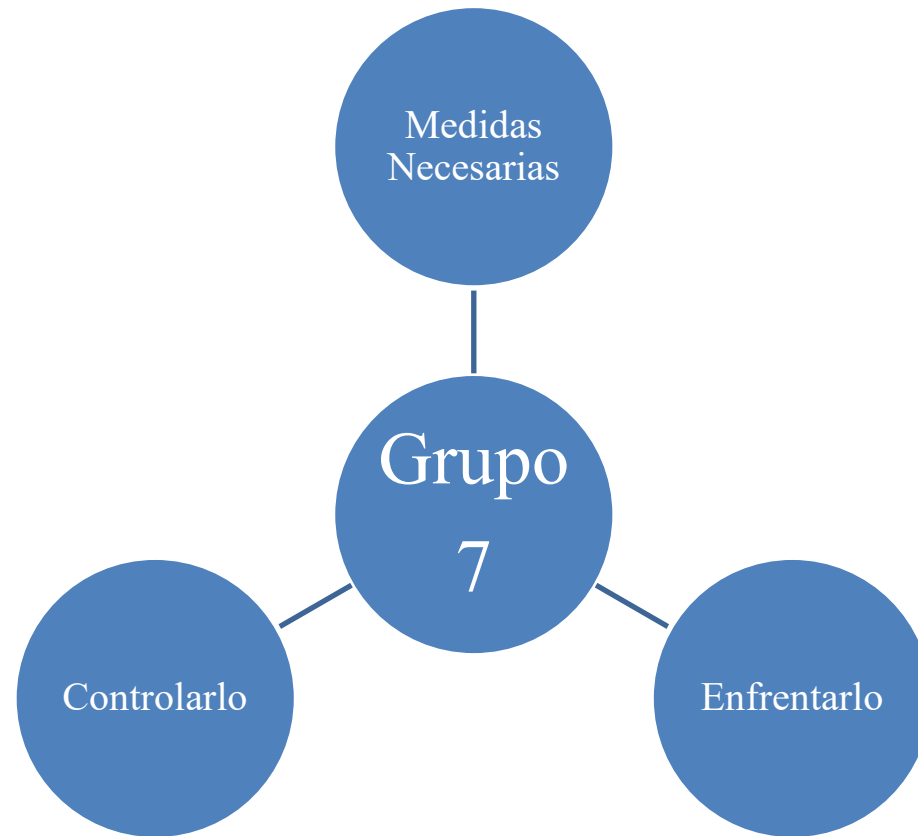 Medidas
Necesarias
Grupo
7
Controlarlo
Enfrentarlo